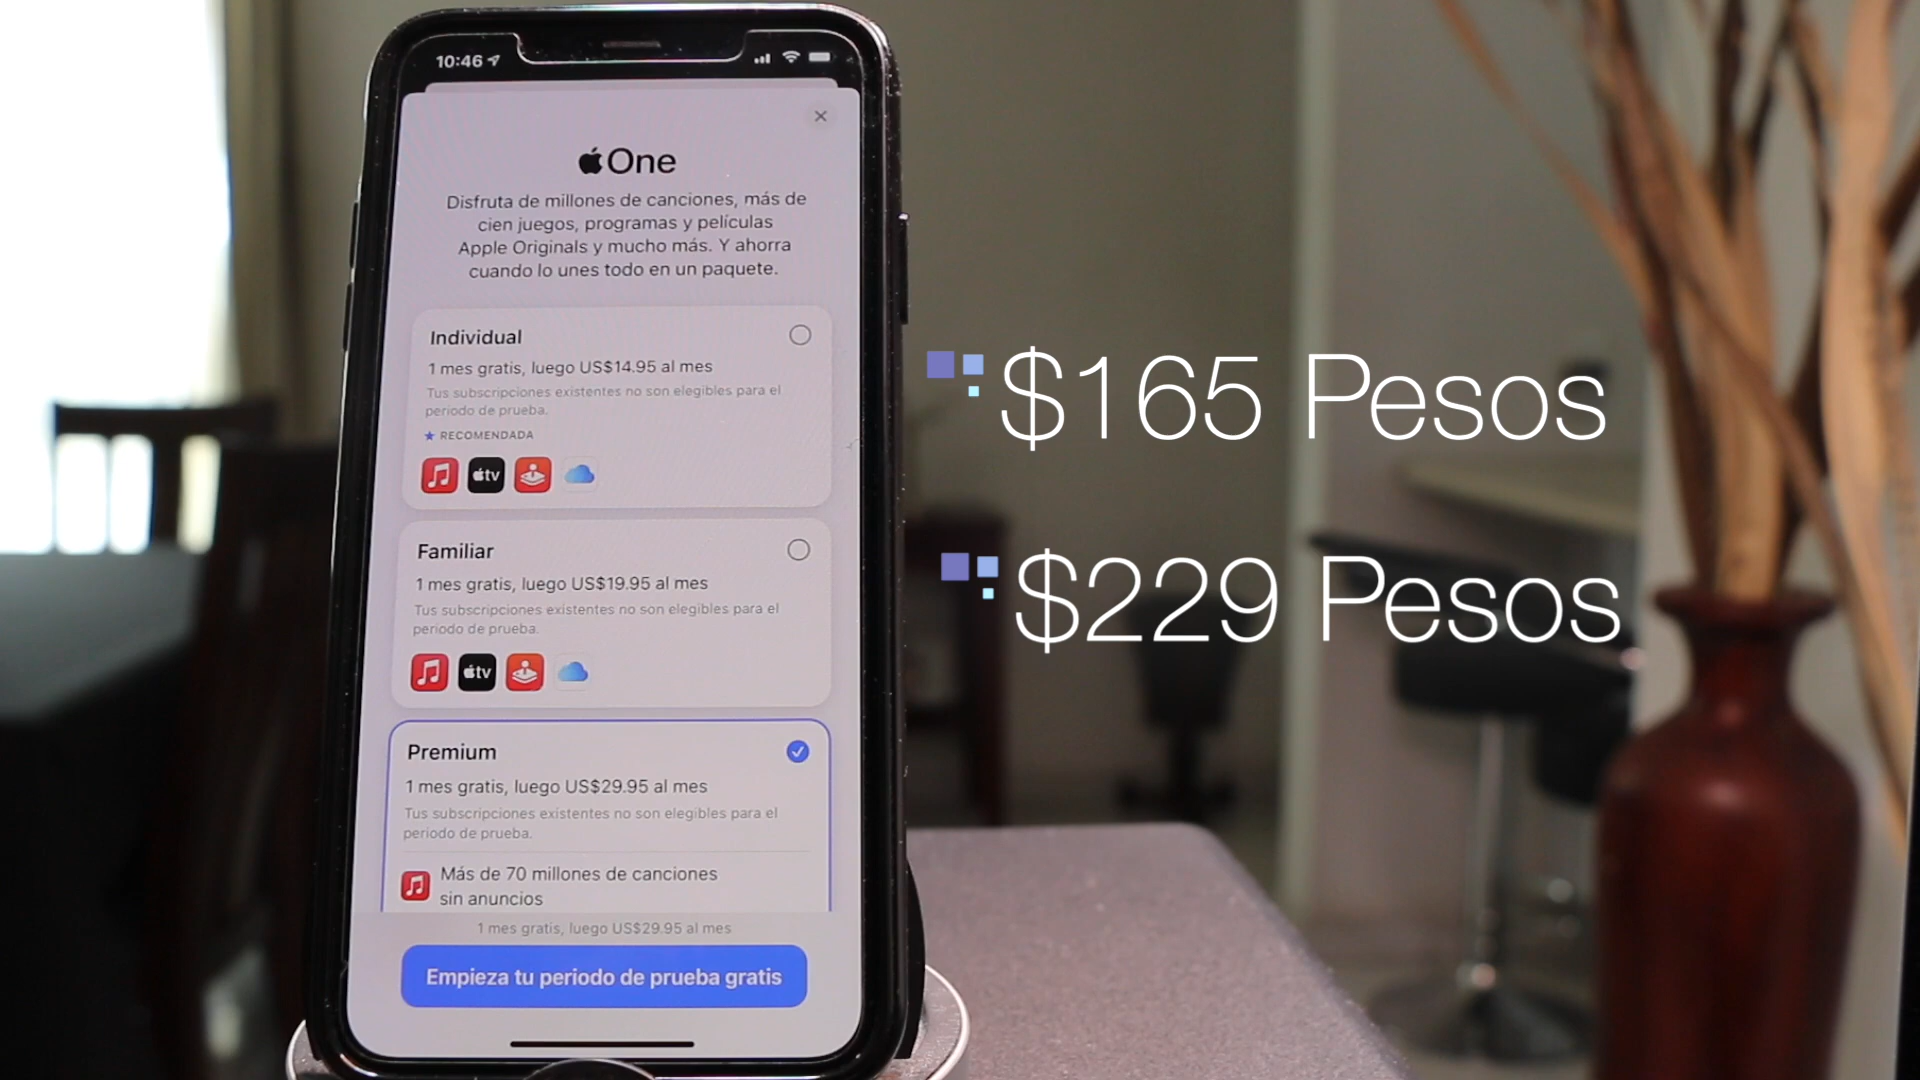 10:46
One
Disfruta de millones de canciones, más de
cien juegos, programas y películas
Apple Originals y mucho más. Y ahorra
cuando lo unes todo en un paquete.
Individual
1 mes gratis, luego US$14.95 al mes
Tus subscripciones existentes no son elegibles para el
periodo de prueba.
★ RECOMENDADA
tv
Familiar
1 mes gratis, luego US$19.95 al mes
Tus subscripciones existentes no son elegibles para el
periodo de prueba.
tv
Premium
1 mes gratis, luego US$29.95 al mes
Tus subscripciones existentes no son elegibles para el
periodo de prueba.
Más de 70 millones de canciones
sin anuncios
1 mes gratis, luego US$29.95 al mes
Empieza tu periodo de prueba gratis
$165 Pesos
$229 Pesos